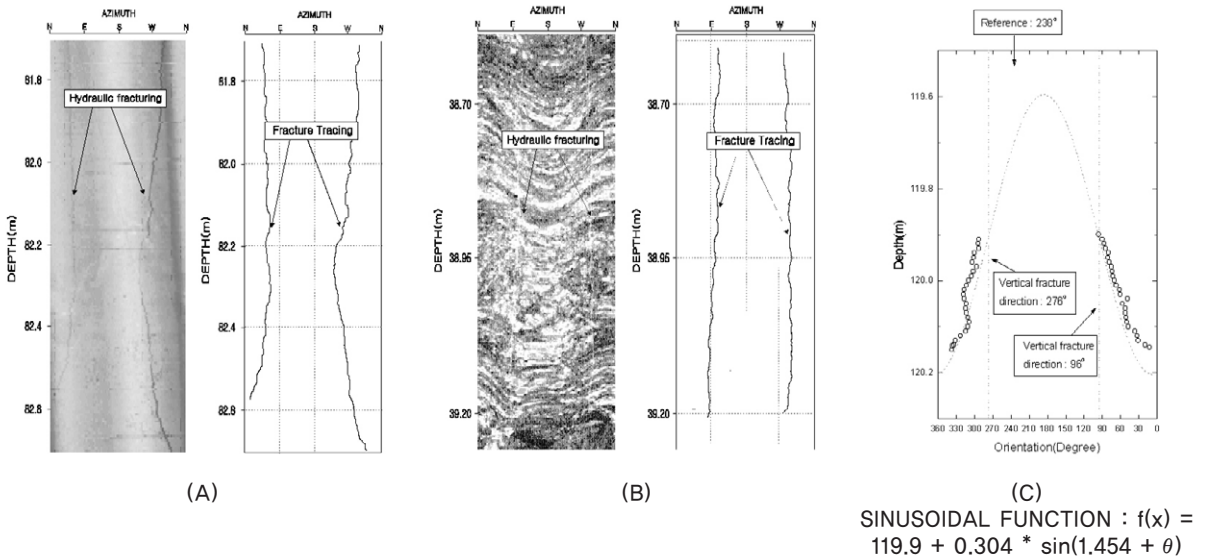 AZIMUTH
N E S W N
81.8
82.0
82.2
82.4
82.8
DEPTH(m)
Hydraulic fracturing
AZIMUTH
N E S W N
81.8
82.0
82.2
82.4
82.8
DEPTH(m)
Fracture Tracing
(A)
AZIMUTH
N E S W N
38.70
38.95
39.20
DEPTH(m)
Hydraulic fracturing
AZIMUTH
N E S W N
38.70
38.95
39.20
DEPTH(m)
Fracture Tracing
(B)
Reference : 238°
119.6
119.8
120.0
120.2
Depth(m)
Vertical fracture
direction : 276°
Vertical fracture
direction : 96°
360 330 300 270 240 210 180 150 120 90 60 30 0
Orientation(Degree)
(C)
SINUSOIDAL FUNCTION : f(x) =
119.9 + 0.304 * sin(1.454 + θ)